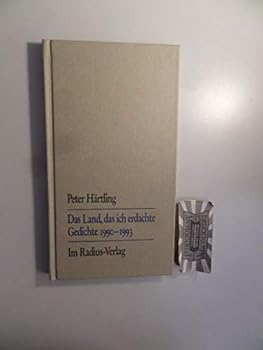 Peter Härtling
Das Land, das ich erdachte
Gedichte 1990–1993
Im Radius-Verlag